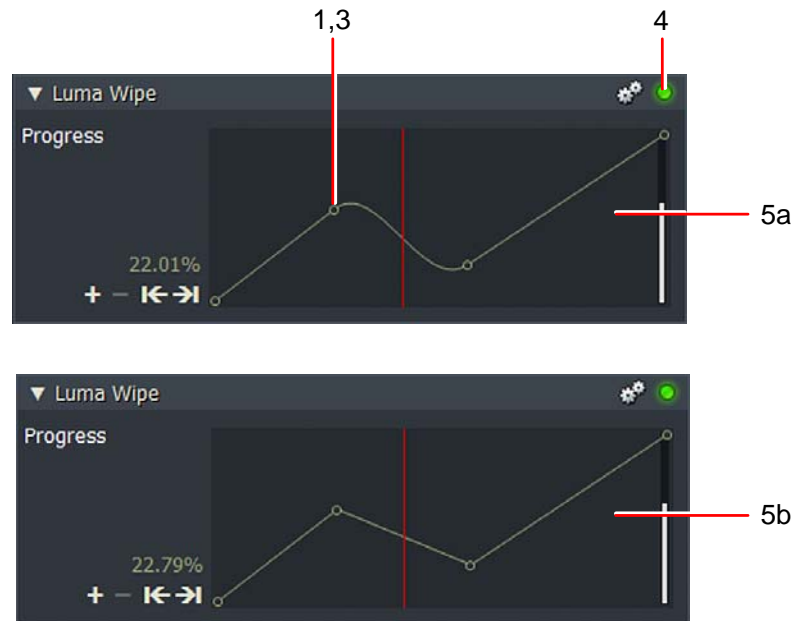 1,3
4
Luma Wipe
Progress
5a
22.01%
Luma Wipe
Progress
5b
22.79%